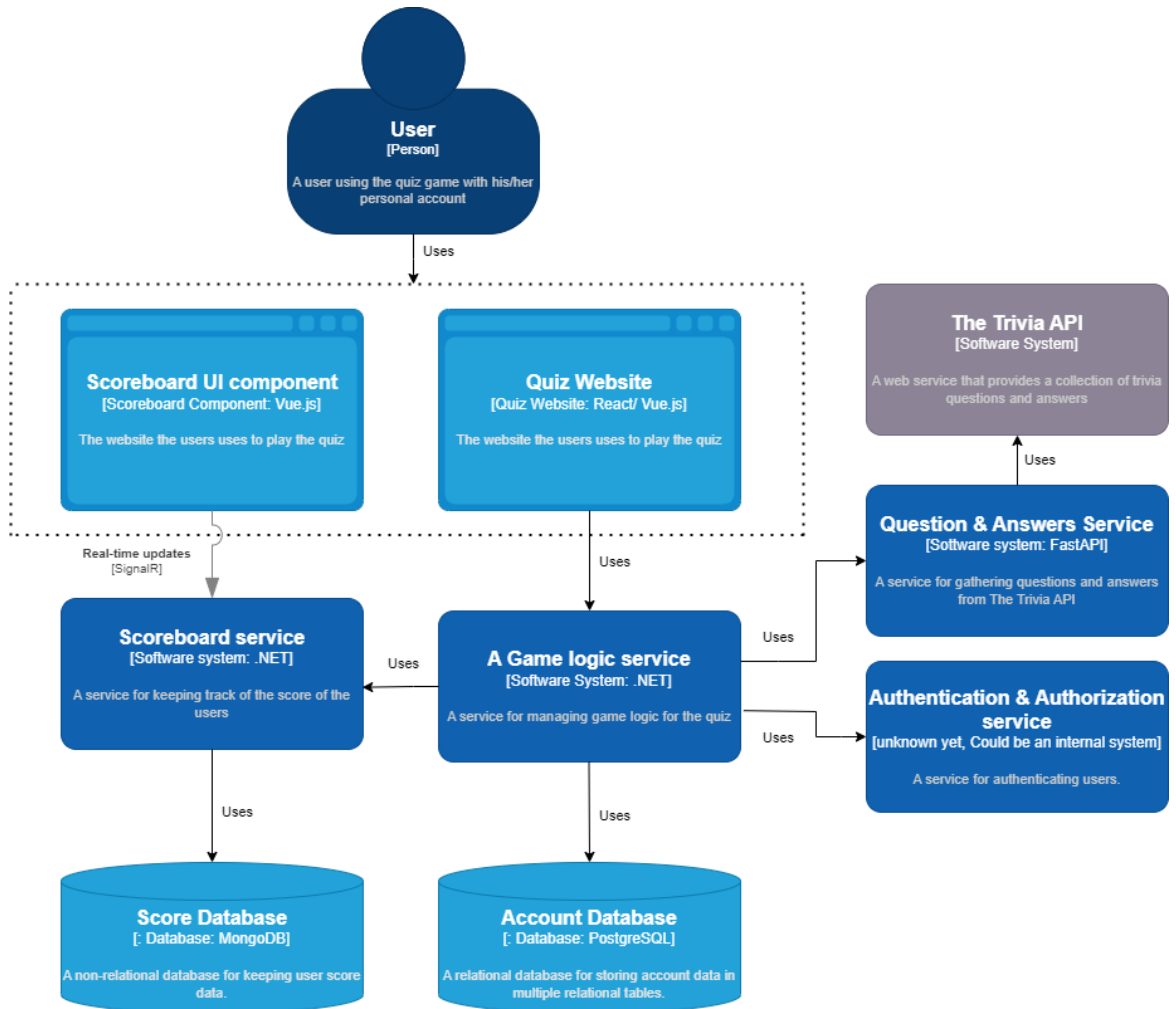 User
[Person]
A user using the quiz game with his/her
personal account
Uses
Scoreboard UI component
[Scoreboard Component: Vue.js]
The website the users uses to play the quiz
Quiz Website
[Quiz Website: React/ Vue.js]
The website the users uses to play the quiz
The Trivia API
[Software System]
A web service that provides a collection of trivia
questions and answers
Uses
Question & Answers Service
[Software system: FastAPI]
A service for gathering questions and answers
from The Trivia API
Real-time updates
[SignalR]
Uses
Scoreboard service
[Software system: .NET]
A service for keeping track of the score of the
users
Uses
A Game logic service
[Software System: .NET]
A service for managing game logic for the quiz
Uses
Uses
Authentication & Authorization
service
[unknown yet, Could be an internal system]
A service for authenticating users.
Uses
Uses
Score Database
[: Database: MongoDB]
A non-relational database for keeping user score
data.
Account Database
[: Database: PostgreSQL]
A relational database for storing account data in
multiple relational tables.